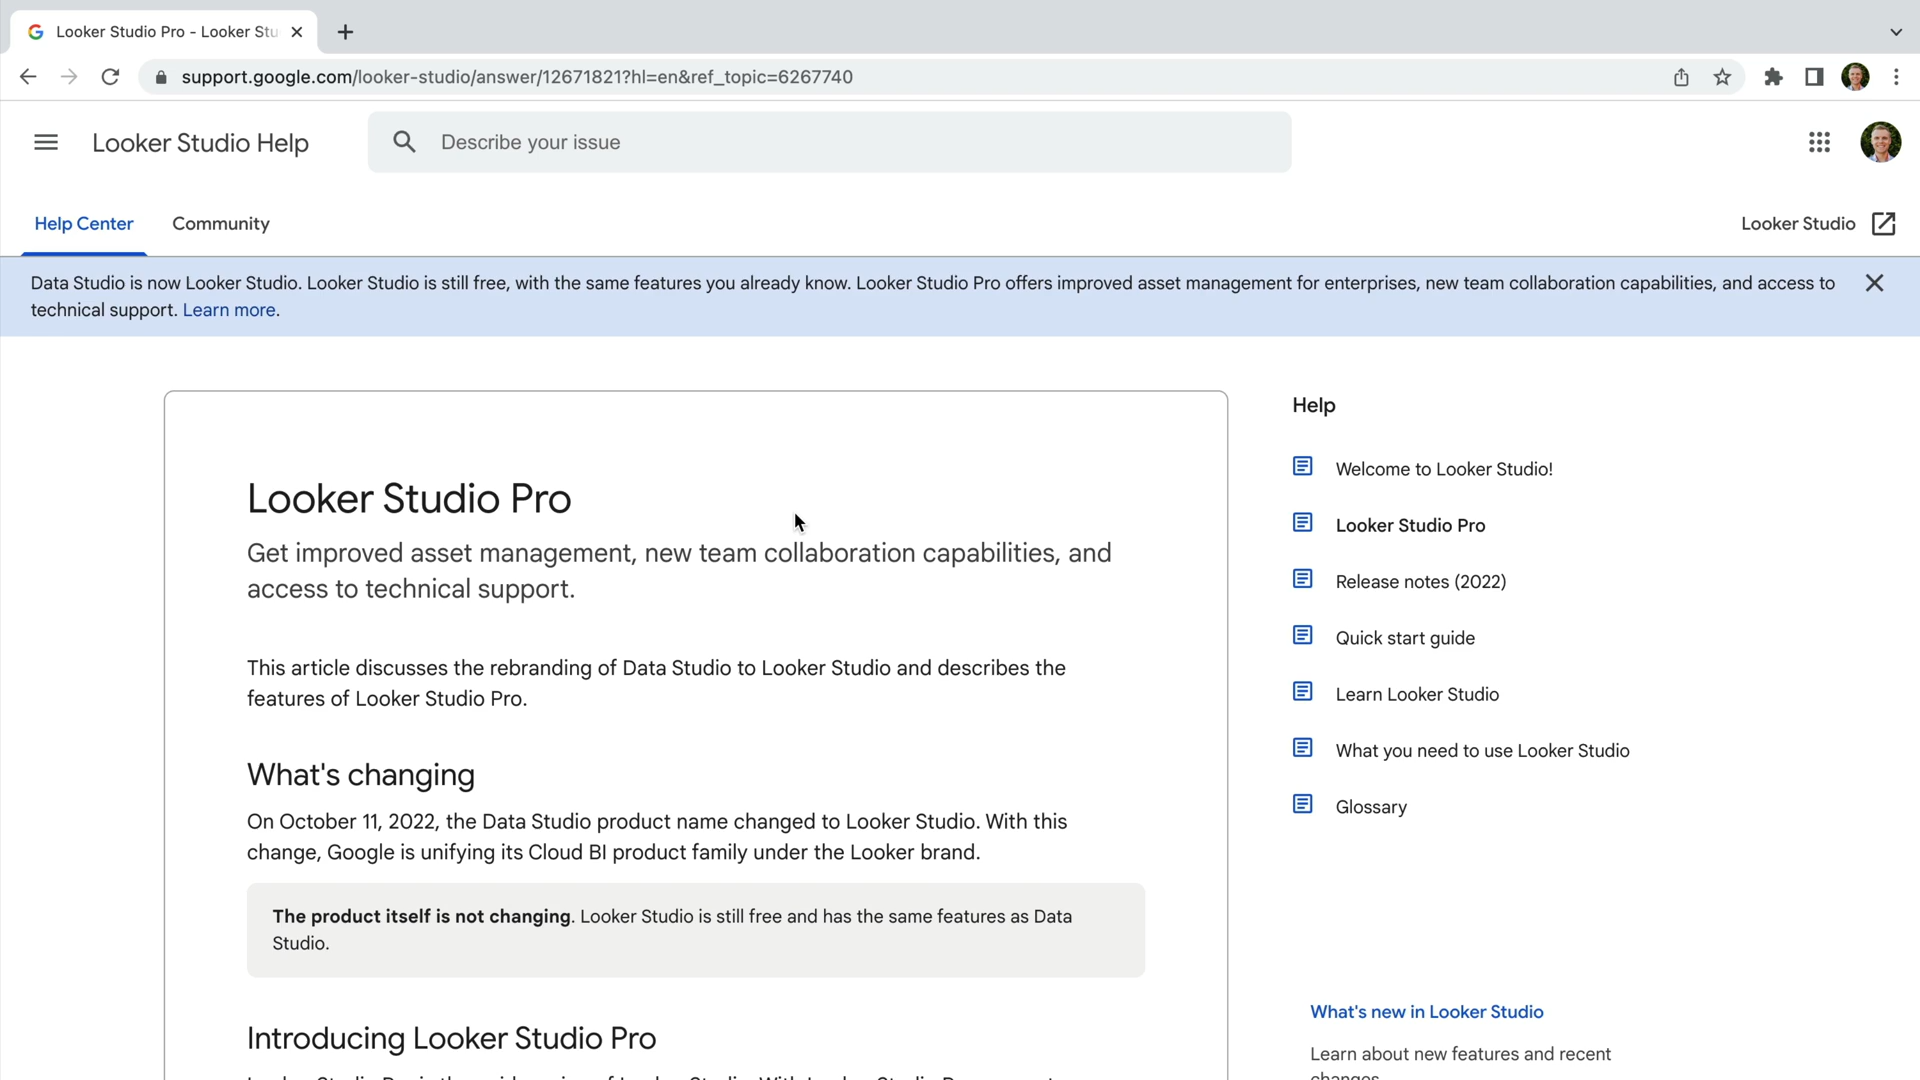 Looker Studio Pro - Looker Stu
support.google.com/looker-studio/answer/12671821?hl=en&ref_topic=6267740
Looker Studio Help
Describe your issue
Help Center
Community
Looker Studio
Data Studio is now Looker Studio. Looker Studio is still free, with the same features you already know. Looker Studio Pro offers improved asset management for enterprises, new team collaboration capabilities, and access to
technical support. Learn more.
Looker Studio Pro
Get improved asset management, new team collaboration capabilities, and
access to technical support.
This article discusses the rebranding of Data Studio to Looker Studio and describes the
features of Looker Studio Pro.
What's changing
On October 11, 2022, the Data Studio product name changed to Looker Studio. With this
change, Google is unifying its Cloud BI product family under the Looker brand.
The product itself is not changing. Looker Studio is still free and has the same features as Data
Studio.
Introducing Looker Studio Pro
Help
Welcome to Looker Studio!
Looker Studio Pro
Release notes (2022)
Quick start guide
Learn Looker Studio
What you need to use Looker Studio
Glossary
What's new in Looker Studio
Learn about new features and recent
changes.